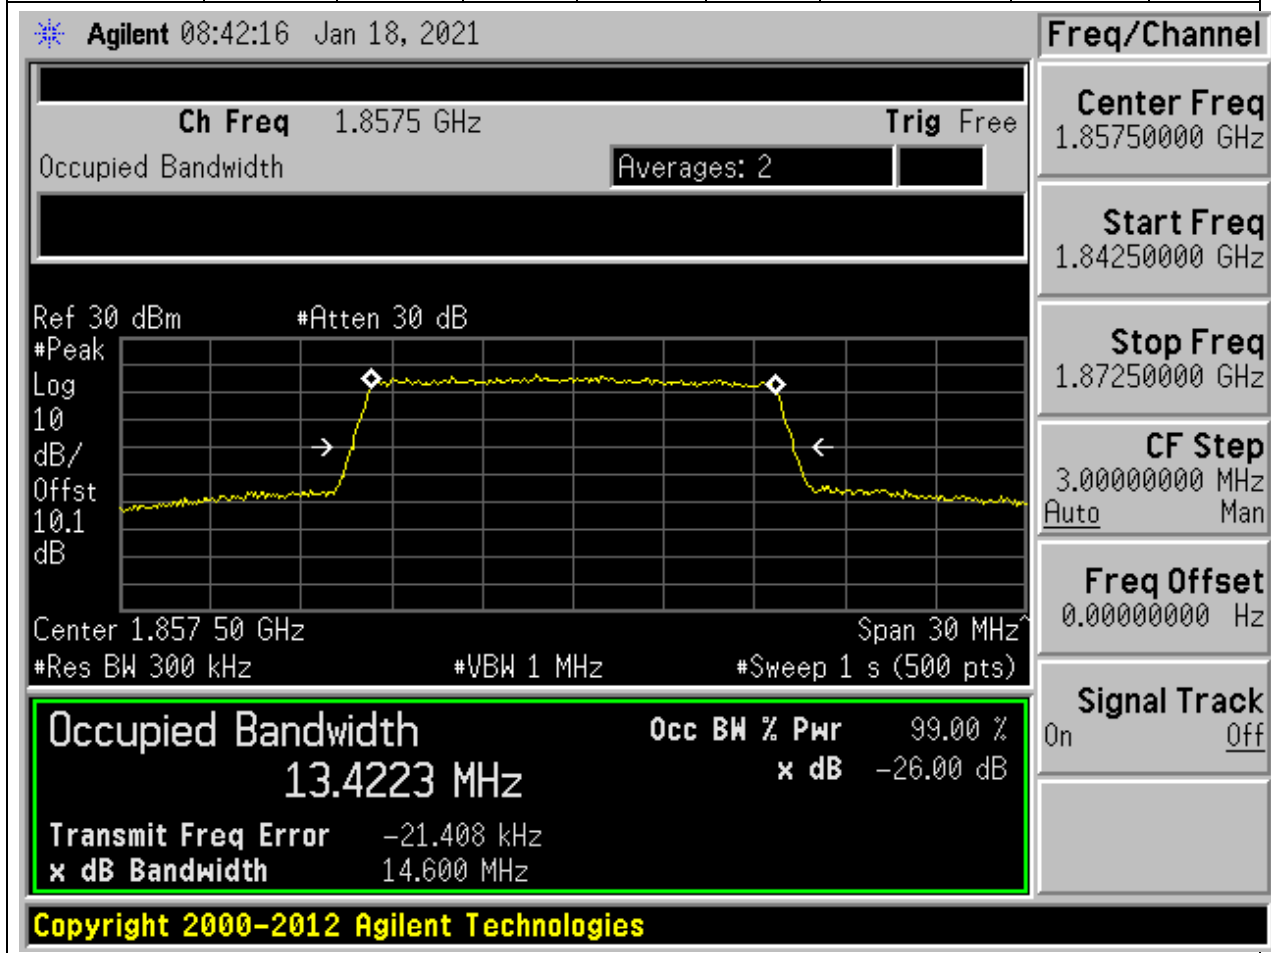 Agilent 08:42:16 Jan 18, 2021
Freq/Channel
Ch Freq 1.8575 GHz Trig Free
Occupied Bandwidth Averages: 2
Ref 30 dBm #Atten 30 dB
#Peak
Log
10
dB/
Offst
10.1
dB
Center 1.857 50 GHz Span 30 MHz^
#Res BW 300 kHz #VBW 1 MHz #Sweep 1 s (500 pts)
Occupied Bandwidth Occ BW % Pwr 99.00 %
13.4223 MHz x dB -26.00 dB
Transmit Freq Error -21.408 kHz
x dB Bandwidth 14.600 MHz
Copyright 2000-2012 Agilent Technologies
Center Freq
1.85750000 GHz
Start Freq
1.84250000 GHz
Stop Freq
1.87250000 GHz
CF Step
3.00000000 MHz
Auto Man
Freq Offset
0.00000000 Hz
Signal Track
On Off